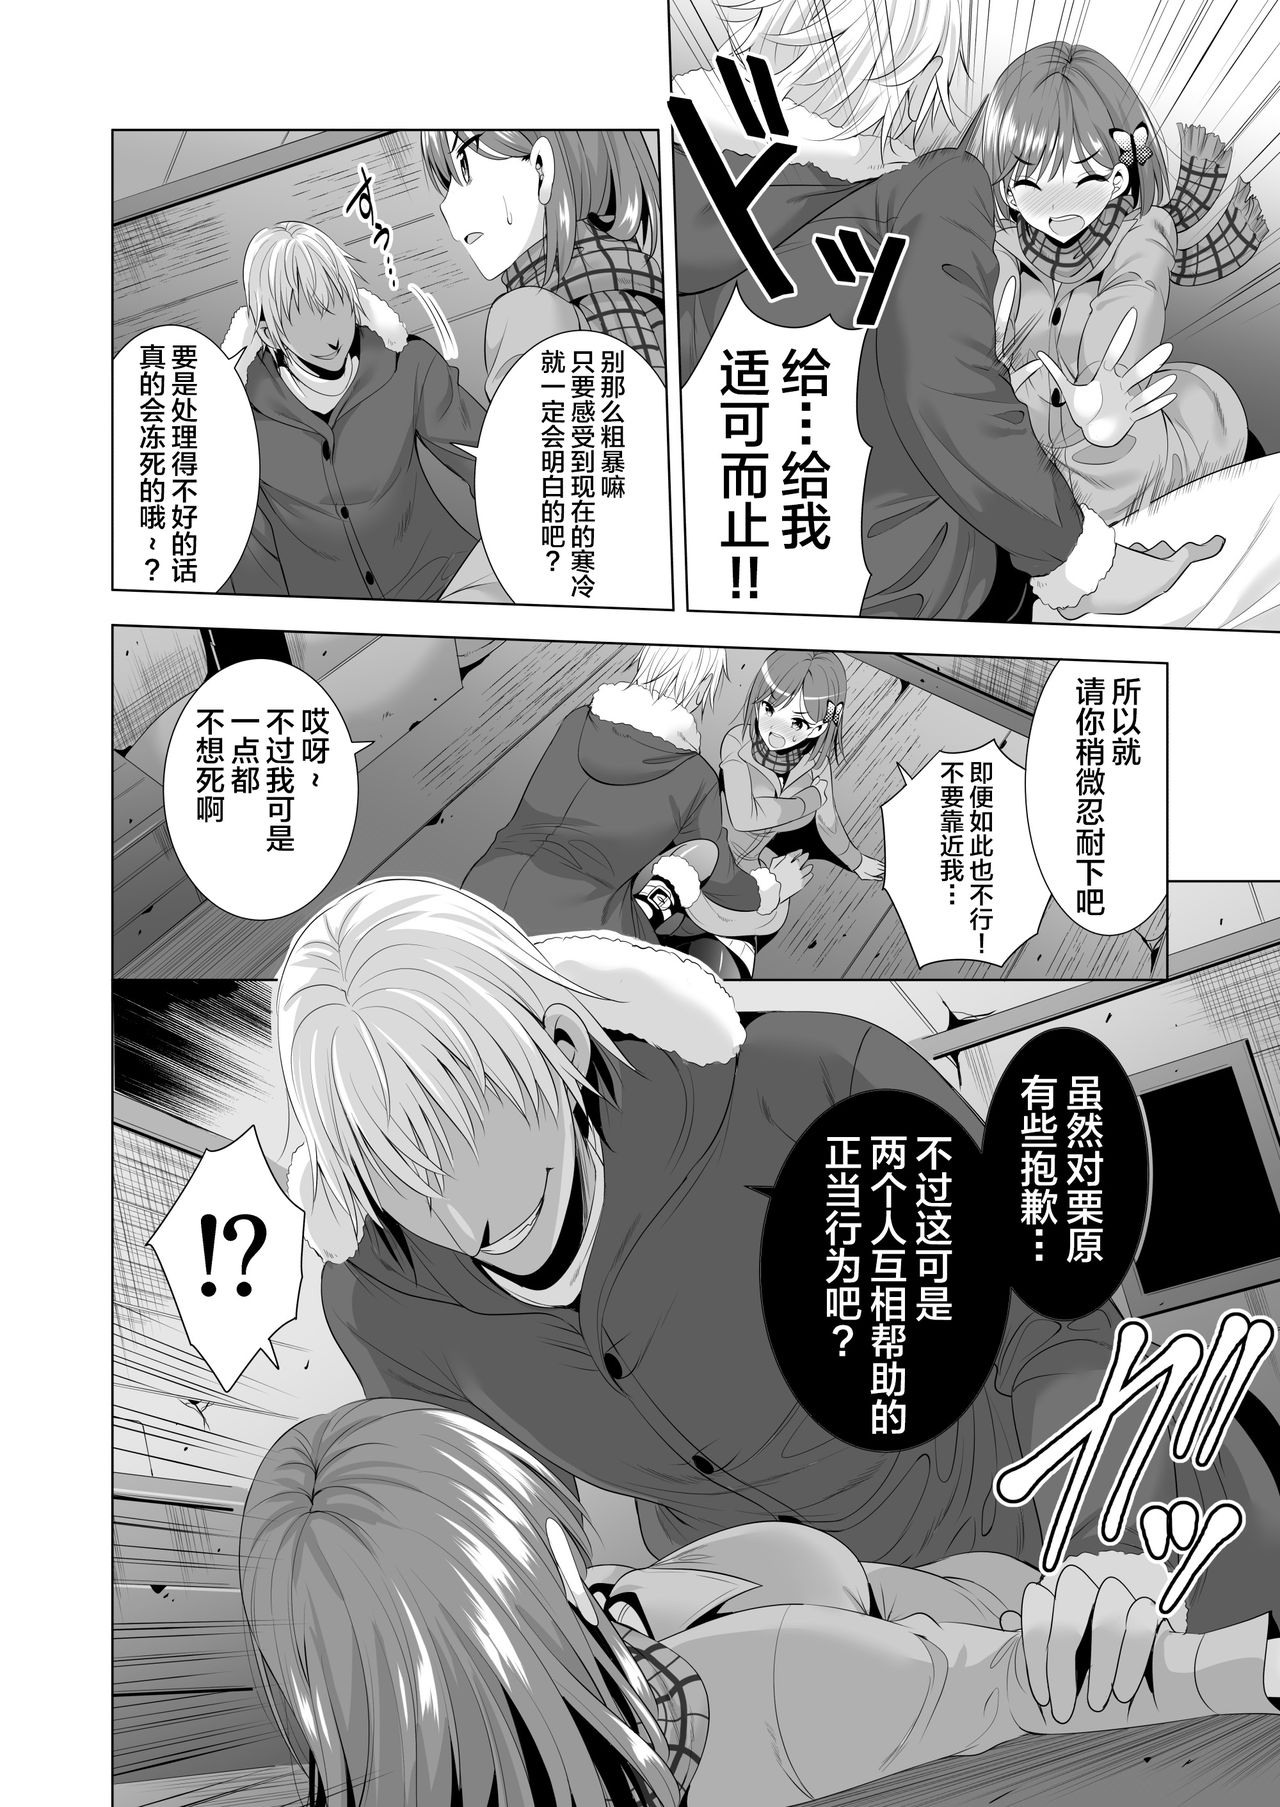 ドッ
给…给我
适可而止!!
すぅ…
别那么粗暴嘛
只要感受到现在的寒冷
就一定会明白的吧？
要是处理得不好的话
真的会冻死的哦~？
所以就
请你稍微忍耐下吧
即便如此也不行！
不要靠近我…
哎呀~
不过我可是
一点都
不想死啊
虽然对栗原
有些抱歉…
不过这可是
两个人互相帮助的
正当行为吧？
ガバッ
!?